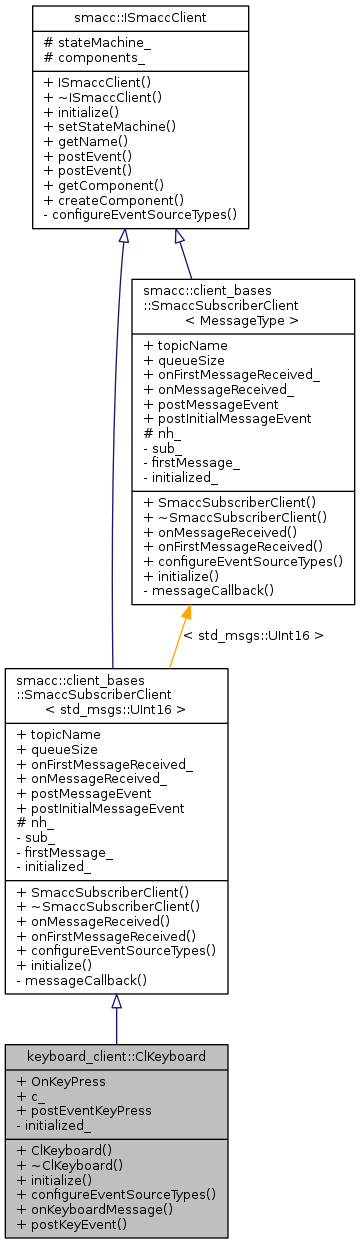 smacc::ISmaccClient
# stateMachine_
# components_
+ ISmaccClient()
+ ~ISmaccClient()
+ initialize()
+ setStateMachine()
+ getName()
+ postEvent()
+ postEvent()
+ getComponent()
+ createComponent()
- configureEventSourceTypes()
smacc::client_bases
::SmaccSubscriberClient
< MessageType >
+ topicName
+ queueSize
+ onFirstMessageReceived_
+ onMessageReceived_
+ postMessageEvent
+ postInitialMessageEvent
# nh_
- sub_
- firstMessage_
- initialized_
+ SmaccSubscriberClient()
+ ~SmaccSubscriberClient()
+ onMessageReceived()
+ onFirstMessageReceived()
+ configureEventSourceTypes()
+ initialize()
- messageCallback()
< std_msgs::UInt16 >
smacc::client_bases
::SmaccSubscriberClient
< std_msgs::UInt16 >
+ topicName
+ queueSize
+ onFirstMessageReceived_
+ onMessageReceived_
+ postMessageEvent
+ postInitialMessageEvent
# nh_
- sub_
- firstMessage_
- initialized_
+ SmaccSubscriberClient()
+ ~SmaccSubscriberClient()
+ onMessageReceived()
+ onFirstMessageReceived()
+ configureEventSourceTypes()
+ initialize()
- messageCallback()
keyboard_client::ClKeyboard
+ OnKeyPress
+ c_
+ postEventKeyPress
- initialized_
+ ClKeyboard()
+ ~ClKeyboard()
+ initialize()
+ configureEventSourceTypes()
+ onKeyboardMessage()
+ postKeyEvent()